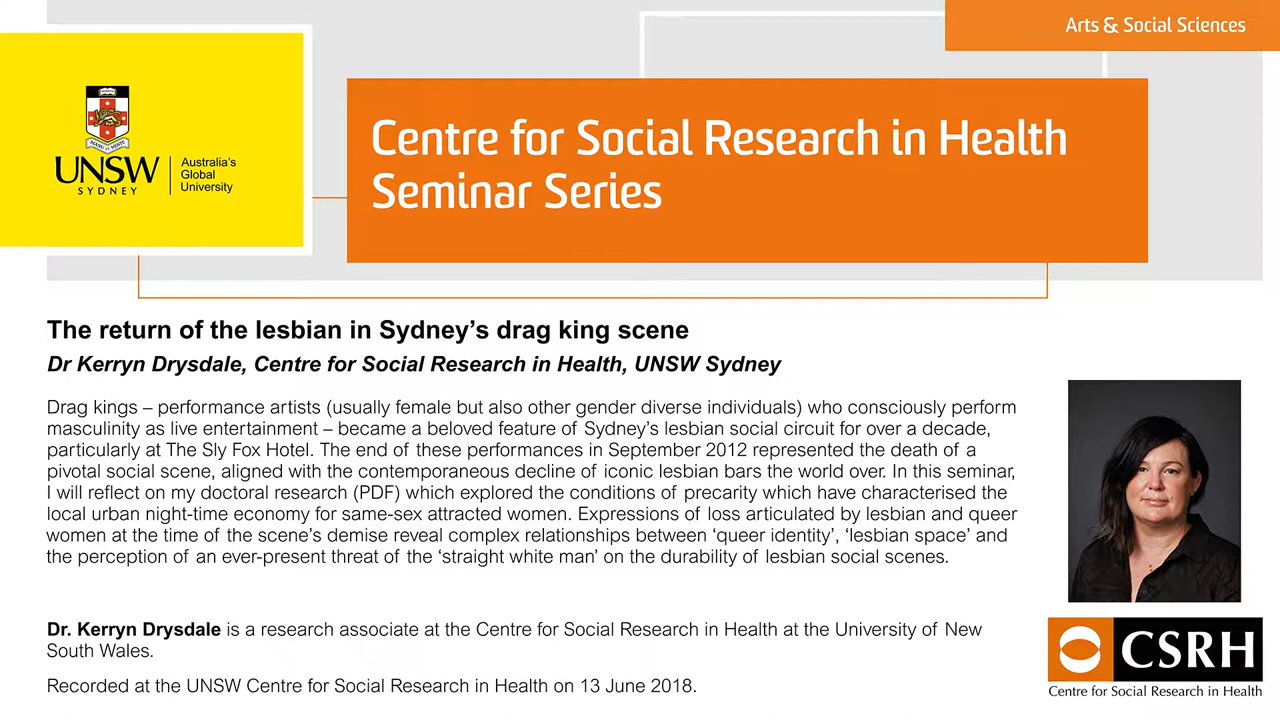 Arts & Social Sciences
UNSW
SYDNEY
Australia's
Global
University
Centre for Social Research in Health
Seminar Series
The return of the lesbian in Sydney's drag king scene
Dr Kerryn Drysdale, Centre for Social Research in Health, UNSW Sydney
Drag kings – performance artists (usually female but also other gender diverse individuals) who consciously perform
masculinity as live entertainment – became a beloved feature of Sydney's lesbian social circuit for over a decade,
particularly at The Sly Fox Hotel. The end of these performances in September 2012 represented the death of a
pivotal social scene, aligned with the contemporaneous decline of iconic lesbian bars the world over. In this seminar,
I will reflect on my doctoral research (PDF) which explored the conditions of precarity which have characterised the
local urban night-time economy for same-sex attracted women. Expressions of loss articulated by lesbian and queer
women at the time of the scene's demise reveal complex relationships between 'queer identity', 'lesbian space' and
the perception of an ever-present threat of the 'straight white man' on the durability of lesbian social scenes.
Dr. Kerryn Drysdale is a research associate at the Centre for Social Research in Health at the University of New
South Wales.
Recorded at the UNSW Centre for Social Research in Health on 13 June 2018.
CSRH
Centre for Social Research in Health